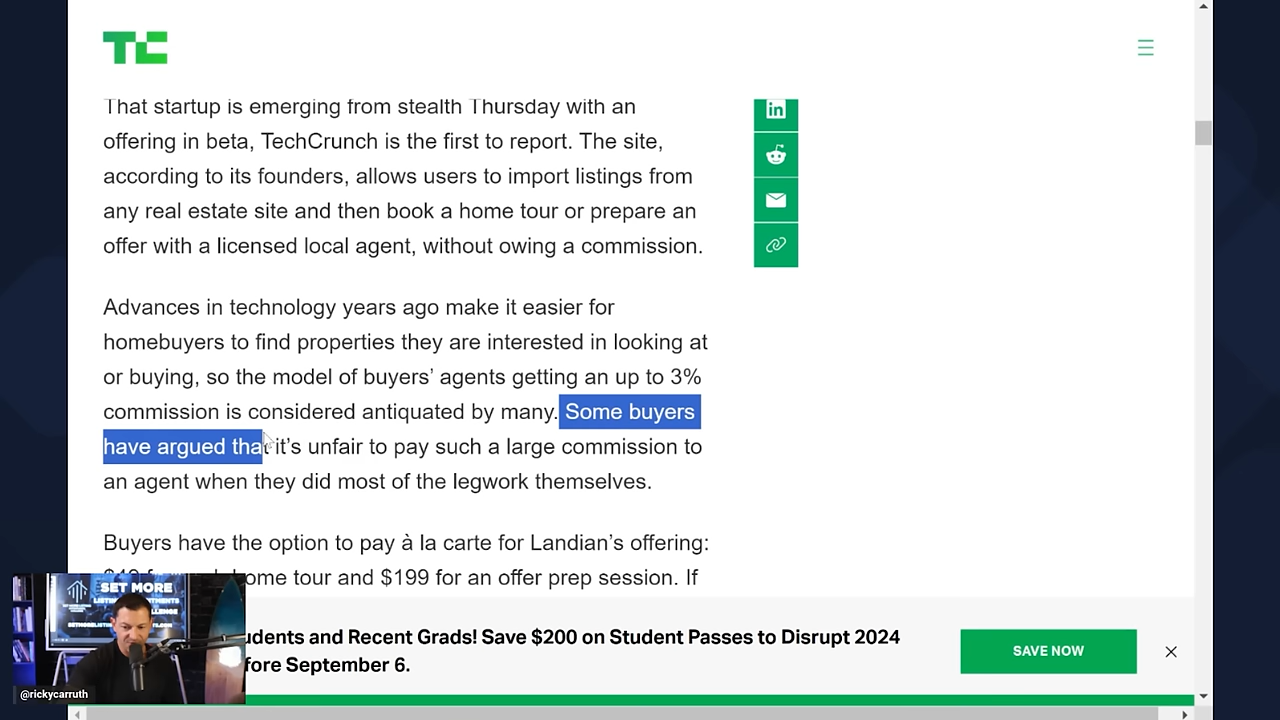 TC
That startup is emerging from stealth Thursday with an
offering in beta, TechCrunch is the first to report. The site,
according to its founders, allows users to import listings from
any real estate site and then book a home tour or prepare an
offer with a licensed local agent, without owing a commission.
in
Advances in technology years ago make it easier for
homebuyers to find properties they are interested in looking at
or buying, so the model of buyers’ agents getting an up to 3%
commission is considered antiquated by many. Some buyers
have argued that it’s unfair to pay such a large commission to
an agent when they did most of the legwork themselves.
Buyers have the option to pay à la carte for Landian’s offering:
home tour and $199 for an offer prep session. If
SET MORE
@rickycarruth
and Recent Grads! Save $200 on Student Passes to Disrupt 2024
September 6.
SAVE NOW